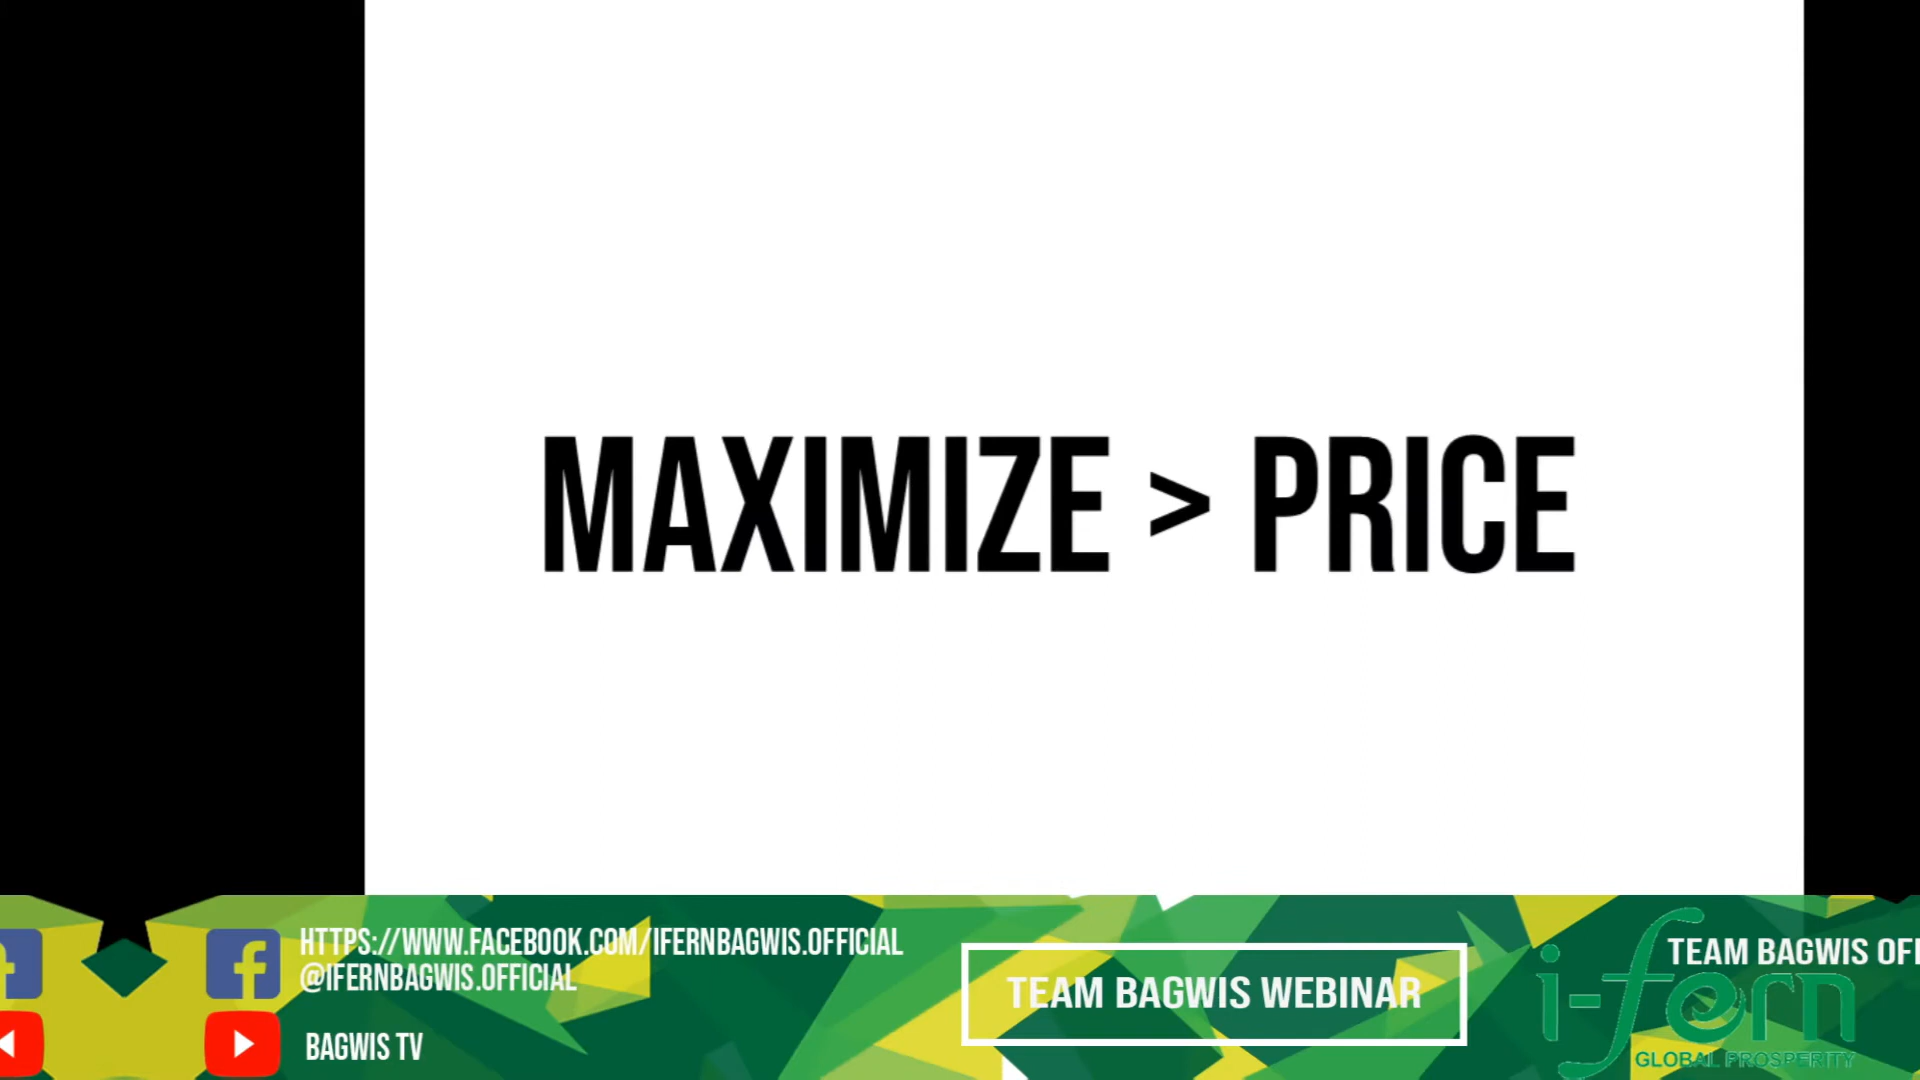 MAXIMIZE > PRICE
HTTPS://WWW.FACEBOOK.COM/IFERNBAGWIS.OFFICIAL
@IFERNBAGWIS.OFFICIAL
BAGWIS TV
TEAM BAGWIS WEBINAR
TEAM BAGWIS OFF
i-fern
GLOBAL PROSPERITY